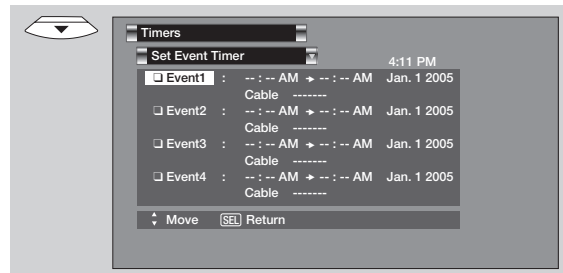 Timers
Set Event Timer
4:11 PM
❏ Event1 : -- : -- AM ➔ -- : -- AM Jan. 1 2005
Cable -------
❏ Event2 : -- : -- AM ➔ -- : -- AM Jan. 1 2005
Cable -------
❏ Event3 : -- : -- AM ➔ -- : -- AM Jan. 1 2005
Cable -------
❏ Event4 : -- : -- AM ➔ -- : -- AM Jan. 1 2005
Cable -------
Move SEL Return